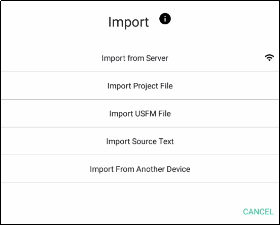 Import
Import from Server
Import Project File
Import USFM File
Import Source Text
Import From Another Device
CANCEL